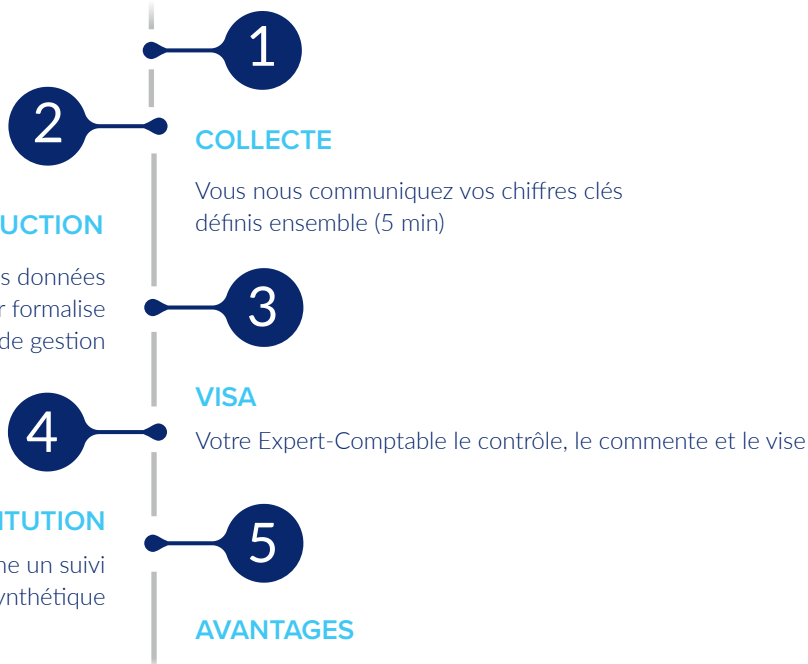 1
COLLECTE
Vous nous communiquez vos chiffres clés
définis ensemble (5 min)
2
UCTION
s données
r formalise
de gestion
3
VISA
Votre Expert-Comptable le contrôle, le commente et le vise
4
ITUTION
ne un suivi
ynthétique
5
AVANTAGES